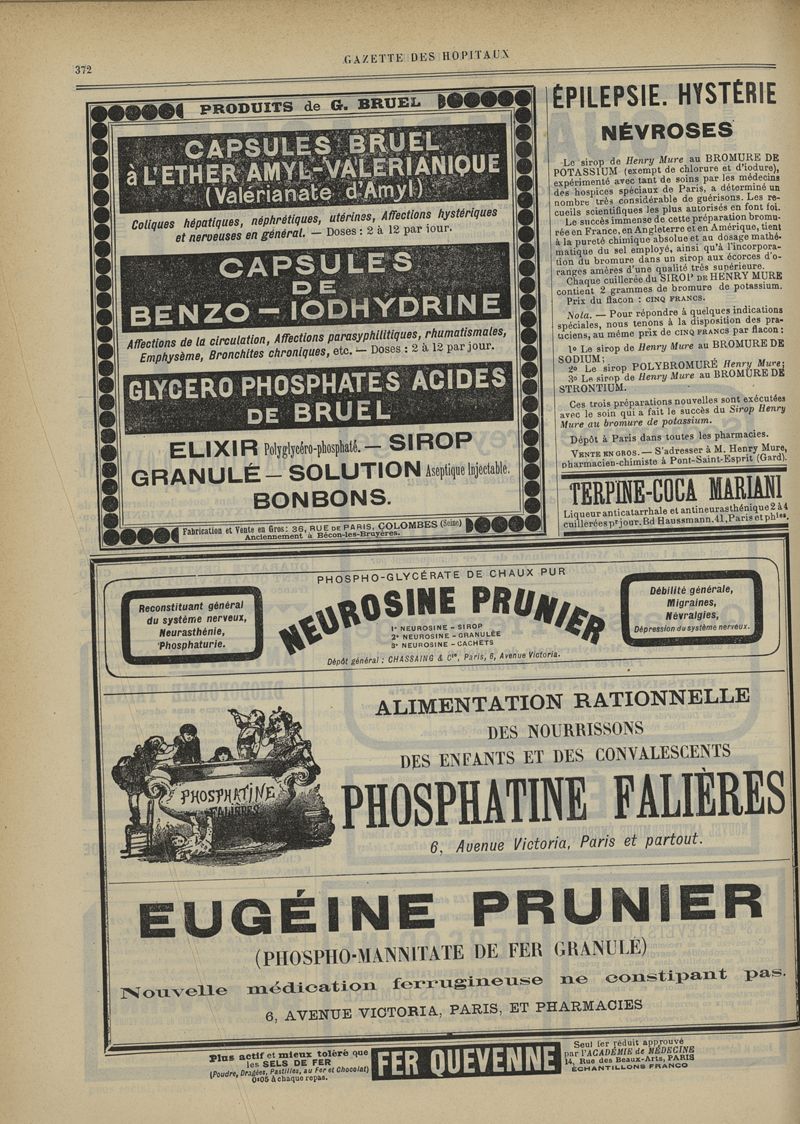 372
GAZETTE DES HOPITAUX
PRODUITS de G. BRUEL
CAPSULES BRUEL
à L'ETHER AMYL-VALERIANIQUE
(Valérianate d'Amyl)
Coliques hépatiques, néphrétiques, utérines, Affections hystériques
et nerveuses en général. — Doses : 2 à 12 par jour.
CAPSULES
DE
BENZO-IODHYDRINE
Affections de la circulation, Affections parasyphilitiques, rhumatismales,
Emphysème, Bronchites chroniques, etc. — Doses : 2 à 12 par jour.
GLYCERO PHOSPHATES ACIDES
DE BRUEL
ELIXIR Polyglycéro-phosphaté. — SIROP
GRANULÉ — SOLUTION Aseptique Injectable.
BONBONS.
Fabrication et Vente en Gros : 36, RUE DE PARIS, COLOMBES (Seine)
Anciennement à Bécon-les-Bruyères.
ÉPILEPSIE. HYSTÉRIE
NÉVROSES
Le sirop de Henry Mure au BROMURE DE
POTASSIUM (exempt de chlorure et d'iodure),
expérimenté avec tant de soins par les médecins
des hospices spéciaux de Paris, a déterminé un
nombre très considérable de guérisons. Les re-
cueils scientifiques les plus autorisés en font foi.
Le succès immense de cette préparation bromu-
rée en France, en Angleterre et en Amérique, tient
à la pureté chimique absolue et au dosage mathé-
matique du sel employé, ainsi qu'à l'incorpora-
tion du bromure dans un sirop aux écorces d'o-
ranges amères d'une qualité très supérieure.
Chaque cuillerée du SIROP DE HENRY MURE
contient 2 grammes de bromure de potassium.
Prix du flacon : CINQ FRANCS.
Nota. — Pour répondre à quelques indications
spéciales, nous tenons à la disposition des pra-
ticiens, au même prix de CINQ FRANCS par flacon :
1º Le sirop de Henry Mure au BROMURE DE
SODIUM;
2º Le sirop POLYBROMURÉ Henry Mure;
3º Le sirop de Henry Mure au BROMURE DE
STRONTIUM.
Ces trois préparations nouvelles sont exécutées
avec le soin qui a fait le succès du Sirop Henry
Mure au bromure de potassium.
Dépôt à Paris dans toutes les pharmacies.
VENTE EN GROS. — S'adresser à M. Henry Mure,
pharmacien-chimiste à Pont-Saint-Esprit (Gard).
TERPINE-COCA MARIANI
Liqueur anticatarrhale et antineurasthénique 2 à 4
cuillerées pr jour. Bd Haussmann, 41, Paris et phies.
PHOSPHO-GLYCÉRATE DE CHAUX PUR
NEUROSINE PRUNIER
Reconstituant général
du système nerveux,
Neurasthénie,
Phosphaturie.
1º NEUROSINE - SIROP
2º NEUROSINE - GRANULÉE
3º NEUROSINE - CACHETS
Dépôt général : CHASSAING & Cie, Paris, 6, Avenue Victoria.
Débilité générale,
Migraines,
Névralgies,
Dépression du système nerveux.
ALIMENTATION RATIONNELLE
DES NOURRISSONS
DES ENFANTS ET DES CONVALESCENTS
PHOSPHATINE
FALIÈRES
PHOSPHATINE FALIÈRES
6, Avenue Victoria, Paris et partout.
EUGÉINE PRUNIER
(PHOSPHO-MANNITATE DE FER GRANULÉ)
Nouvelle médication ferrugineuse ne constipant pas.
6, AVENUE VICTORIA, PARIS, ET PHARMACIES
Plus actif et mieux toléré que
les SELS DE FER
(Poudre, Dragées, Pastilles, au Fer et Chocolat)
0g05 à chaque repas.
FER QUEVENNE
Seul fer réduit approuvé
par l'ACADÉMIE de MÉDECINE
14, Rue des Beaux-Arts, PARIS
ÉCHANTILLONS FRANCO